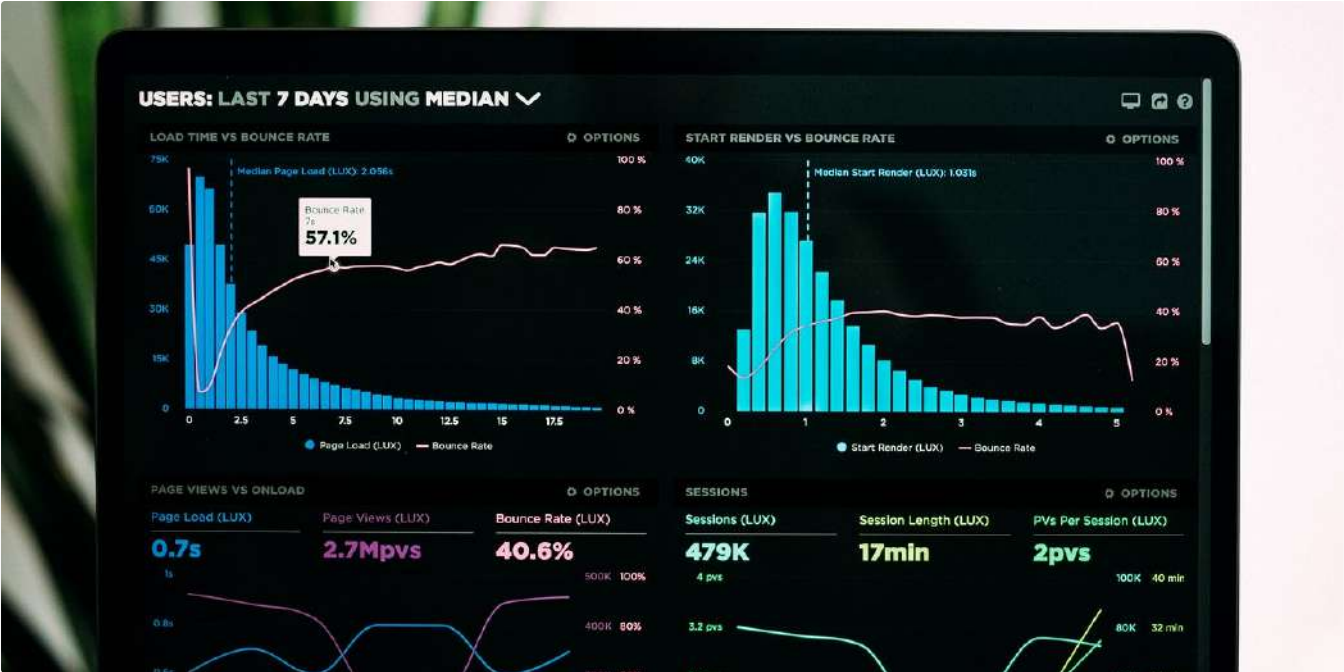 USERS: LAST 7 DAYS USING MEDIAN
LOAD TIME VS BOUNCE RATE
OPTIONS
75K
100 %
Median Page Load (LUX): 2.056s
60K
80 %
Bounce Rate
7s
57.1%
45K
60 %
30K
40 %
15K
20 %
0
0 %
0 2.5 5 7.5 10 12.5 15 17.5
Page Load (LUX) Bounce Rate
START RENDER VS BOUNCE RATE
OPTIONS
40K
100 %
Median Start Render (LUX): 1.031s
32K
80 %
24K
60 %
16K
40 %
8K
20 %
0
0 %
0 1 2 3 4 5
Start Render (LUX) Bounce Rate
PAGE VIEWS VS ONLOAD
OPTIONS
Page Load (LUX) Page Views (LUX) Bounce Rate (LUX)
0.7s 2.7Mpvs 40.6%
1s
500K 100%
0.8s
400K 80%
SESSIONS
OPTIONS
Sessions (LUX) Session Length (LUX) PVs Per Session (LUX)
479K 17min 2pvs
4 pvs
100K 40 min
3.2 pvs
80K 32 min